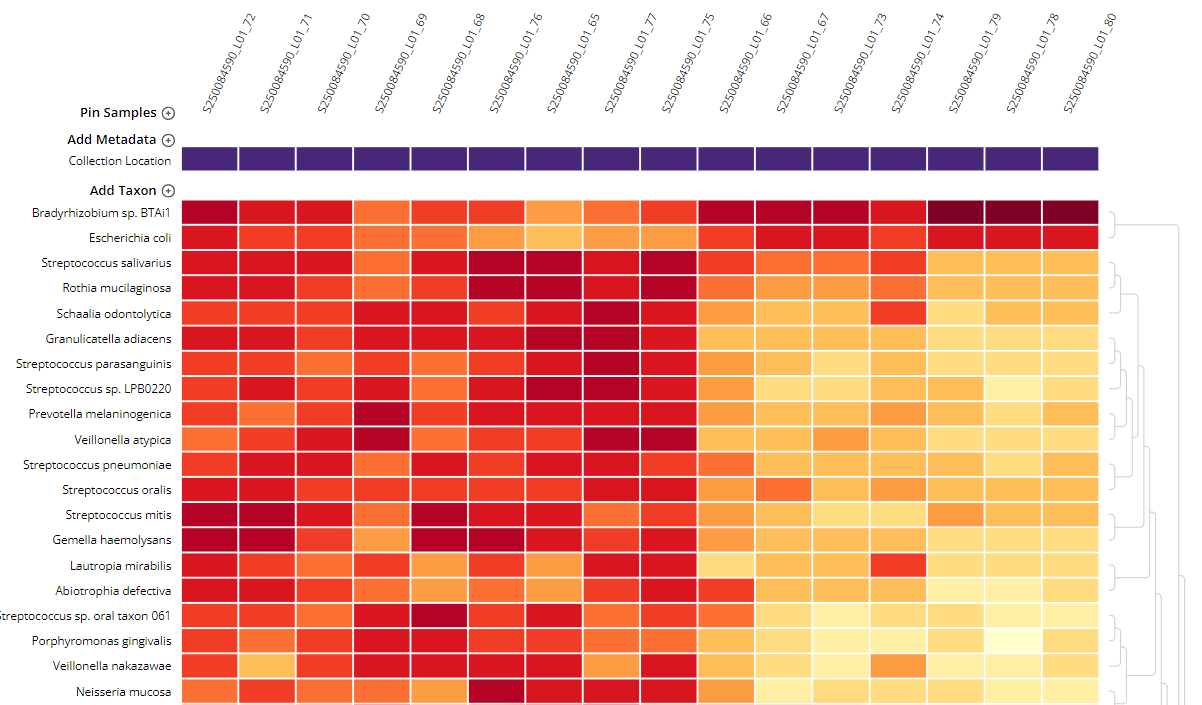 S250084590_L01_72
S250084590_L01_71
S250084590_L01_70
S250084590_L01_69
S250084590_L01_68
S250084590_L01_76
S250084590_L01_65
S250084590_L01_77
S250084590_L01_75
S250084590_L01_66
S250084590_L01_67
S250084590_L01_73
S250084590_L01_74
S250084590_L01_79
S250084590_L01_78
S250084590_L01_80
Pin Samples
Add Metadata
Collection Location
Add Taxon
Bradyrhizobium sp. BTAi1
Escherichia coli
Streptococcus salivarius
Rothia mucilaginosa
Schaalia odontolytica
Granulicatella adiacens
Streptococcus parasanguinis
Streptococcus sp. LPB0220
Prevotella melaninogenica
Veillonella atypica
Streptococcus pneumoniae
Streptococcus oralis
Streptococcus mitis
Gemella haemolysans
Lautropia mirabilis
Abiotrophia defectiva
Streptococcus sp. oral taxon 061
Porphyromonas gingivalis
Veillonella nakazawae
Neisseria mucosa